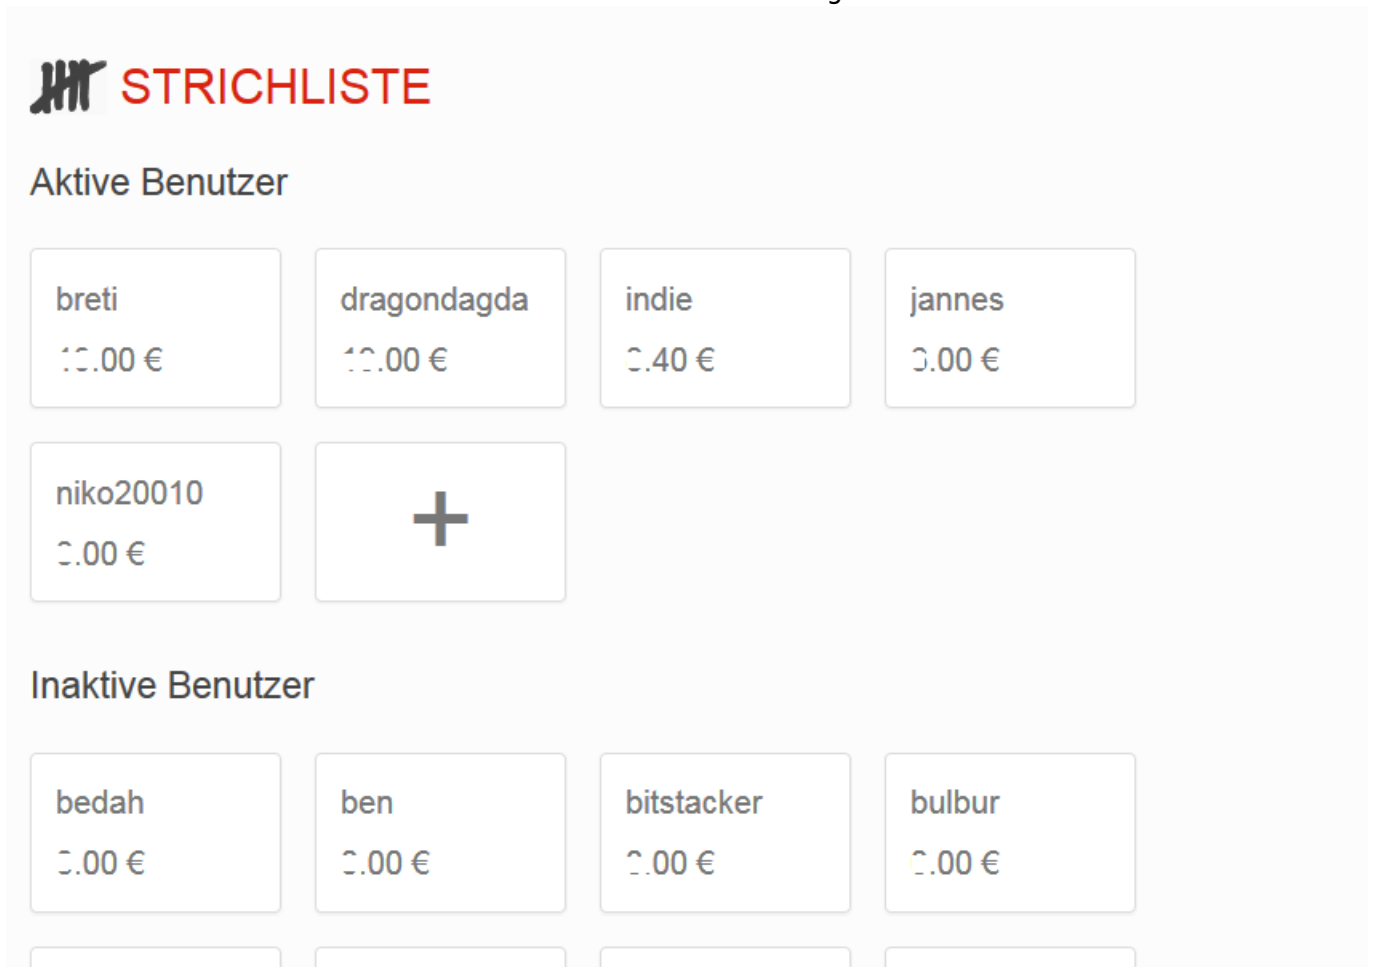 STRICHLISTE
Aktive Benutzer
breti
dragondagda
indie
jannes
.00 €
.00 €
.40 €
.00 €
niko20010
.00 €
+
Inaktive Benutzer
bedah
ben
bitstacker
bulbur
.00 €
.00 €
.00 €
.00 €